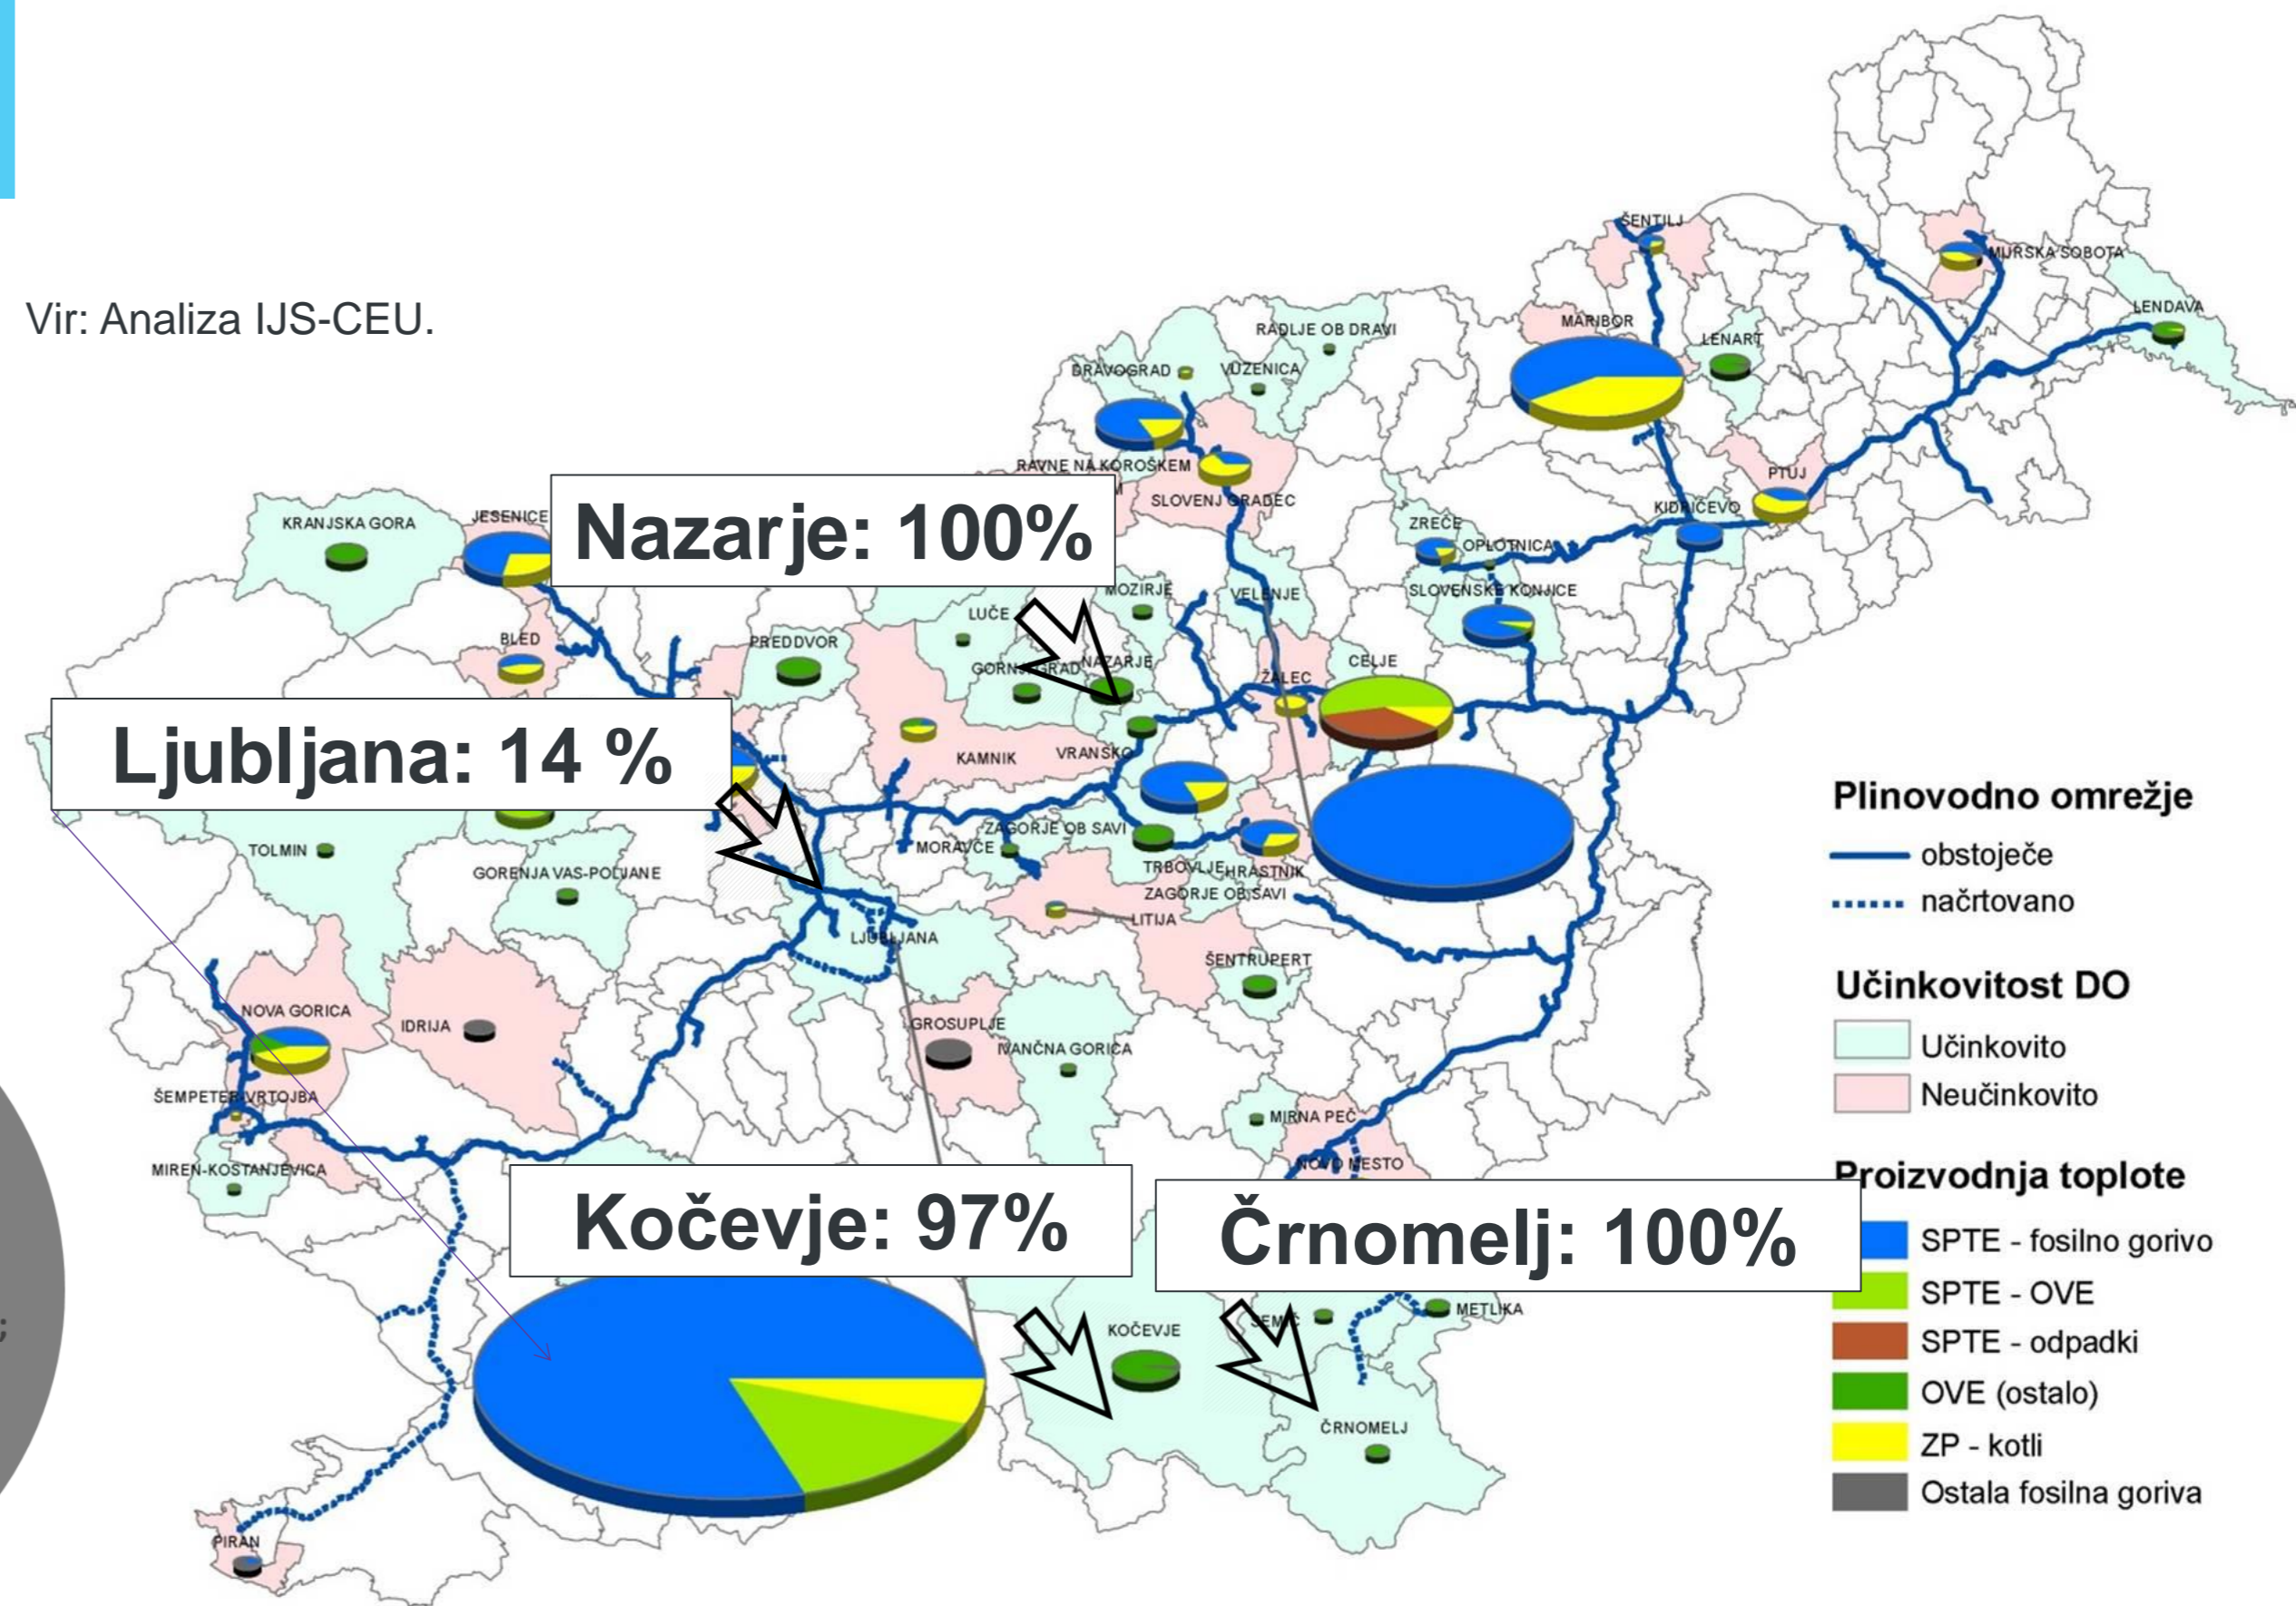 Vir: Analiza IJS-CEU.
ŠENTILJ
MURSKA SOBOTA
LENDAVA
MARIBOR
LENART
RADLJE OB DRAVI
DRAVOGRAD
VUZENICA
RAVNE NA KOROŠKEM
SLOVENJ GRADEC
PTUJ
KIDRIČEVO
ZREČE
OPLOTNICA
SLOVENSKE KONJICE
KRANJSKA GORA
JESENICE
Nazarje: 100%
MOZIRJE
VELENJE
LUČE
BLED
PREDDVOR
GORNJI GRAD
NAZARJE
CELJE
ŽALEC
Ljubljana: 14 %
KAMNIK
VRANSKO
ZAGORJE OB SAVI
MORAVČE
TOLMIN
GORENJA VAS-POLJANE
TRBOVLJE
HRASTNIK
ZAGORJE OB SAVI
LITIJA
LJUBLJANA
ŠENTRUPERT
NOVA GORICA
IDRIJA
GROSUPLJE
IVANČNA GORICA
ŠEMPETER-VRTOJBA
MIRNA PEČ
MIREN-KOSTANJEVICA
NOVO MESTO
Kočevje: 97%
Črnomelj: 100%
SEMIČ
METLIKA
KOČEVJE
ČRNOMELJ
PIRAN
Plinovodno omrežje
obstoječe
načrtovano
Učinkovitost DO
Učinkovito
Neučinkovito
Proizvodnja toplote
SPTE - fosilno gorivo
SPTE - OVE
SPTE - odpadki
OVE (ostalo)
ZP - kotli
Ostala fosilna goriva